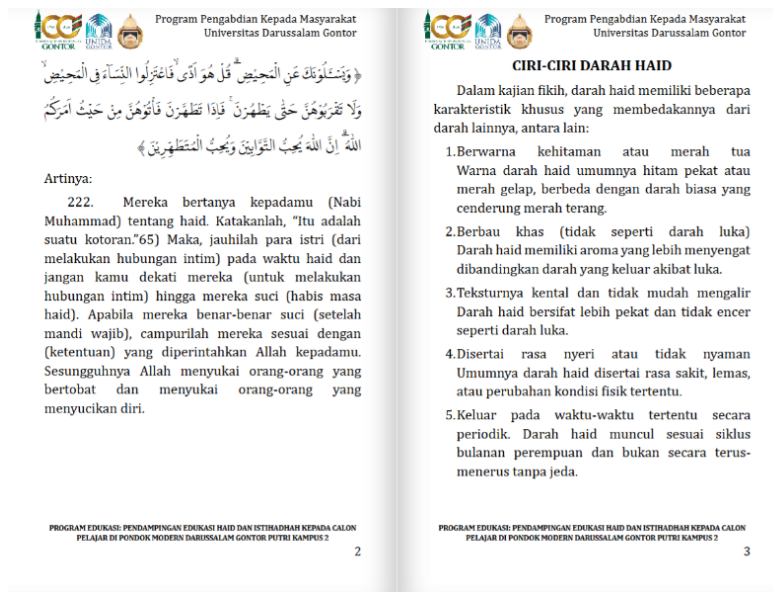 GONTOR
UNIDA
GONTOR
Program Pengabdian Kepada Masyarakat
Universitas Darussalam Gontor
﴿ وَيَسْـَٔلُوْنَكَ عَنِ الْمَحِيْضِۗ قُلْ هُوَ اَذًىۙ فَاعْتَزِلُوا النِّسَاۤءَ فِى الْمَحِيْضِۙ
وَلَا تَقْرَبُوْهُنَّ حَتّٰى يَطْهُرْنَۚ فَاِذَا تَطَهَّرْنَ فَأْتُوْهُنَّ مِنْ حَيْثُ اَمَرَكُمُ
اللّٰهُۗ اِنَّ اللّٰهَ يُحِبُّ التَّوَّابِيْنَ وَيُحِبُّ الْمُتَطَهِّرِيْنَ ﴾
Artinya:
222. Mereka bertanya kepadamu (Nabi
Muhammad) tentang haid. Katakanlah, “Itu adalah
suatu kotoran.”65) Maka, jauhilah para istri (dari
melakukan hubungan intim) pada waktu haid dan
jangan kamu dekati mereka (untuk melakukan
hubungan intim) hingga mereka suci (habis masa
haid). Apabila mereka benar-benar suci (setelah
mandi wajib), campurilah mereka sesuai dengan
(ketentuan) yang diperintahkan Allah kepadamu.
Sesungguhnya Allah menyukai orang-orang yang
bertobat dan menyukai orang-orang yang
menyucikan diri.
PROGRAM EDUKASI: PENDAMPINGAN EDUKASI HAID DAN ISTIHADHAH KEPADA CALON
PELAJAR DI PONDOK MODERN DARUSSALAM GONTOR PUTRI KAMPUS 2
2
GONTOR
UNIDA
GONTOR
Program Pengabdian Kepada Masyarakat
Universitas Darussalam Gontor
CIRI-CIRI DARAH HAID
Dalam kajian fikih, darah haid memiliki beberapa
karakteristik khusus yang membedakannya dari
darah lainnya, antara lain:
1.Berwarna kehitaman atau merah tua
Warna darah haid umumnya hitam pekat atau
merah gelap, berbeda dengan darah biasa yang
cenderung merah terang.
2.Berbau khas (tidak seperti darah luka)
Darah haid memiliki aroma yang lebih menyengat
dibandingkan darah yang keluar akibat luka.
3.Teksturnya kental dan tidak mudah mengalir
Darah haid bersifat lebih pekat dan tidak encer
seperti darah luka.
4.Disertai rasa nyeri atau tidak nyaman
Umumnya darah haid disertai rasa sakit, lemas,
atau perubahan kondisi fisik tertentu.
5.Keluar pada waktu-waktu tertentu secara
periodik. Darah haid muncul sesuai siklus
bulanan perempuan dan bukan secara terus-
menerus tanpa jeda.
PROGRAM EDUKASI: PENDAMPINGAN EDUKASI HAID DAN ISTIHADHAH KEPADA CALON
PELAJAR DI PONDOK MODERN DARUSSALAM GONTOR PUTRI KAMPUS 2
3